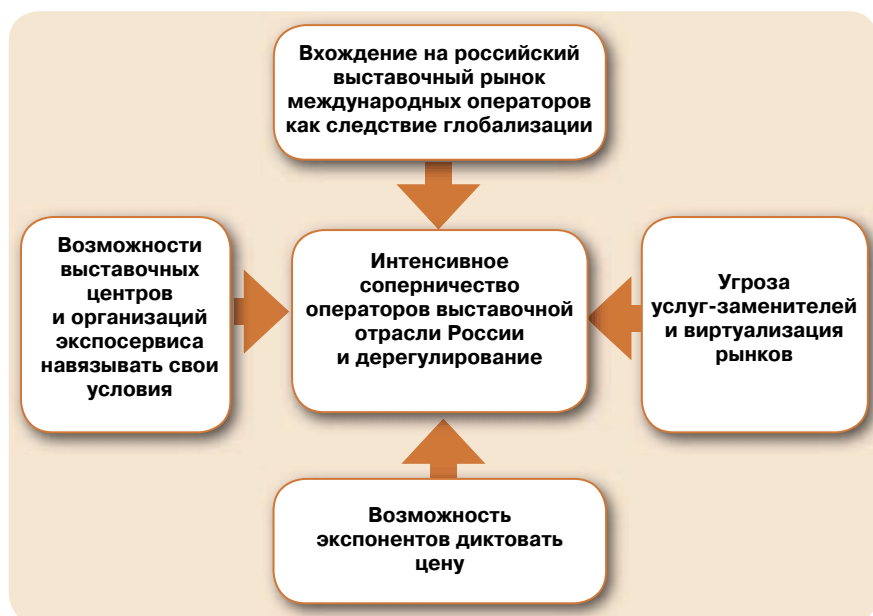 Вхождение на российский
выставочный рынок
международных операторов
как следствие глобализации
Возможности
выставочных
центров
и организаций
экспосервиса
навязывать свои
условия
Интенсивное
соперничество
операторов выставочной
отрасли России
и дерегулирование
Угроза
услуг-заменителей
и виртуализация
рынков
Возможность
экспонентов диктовать
цену